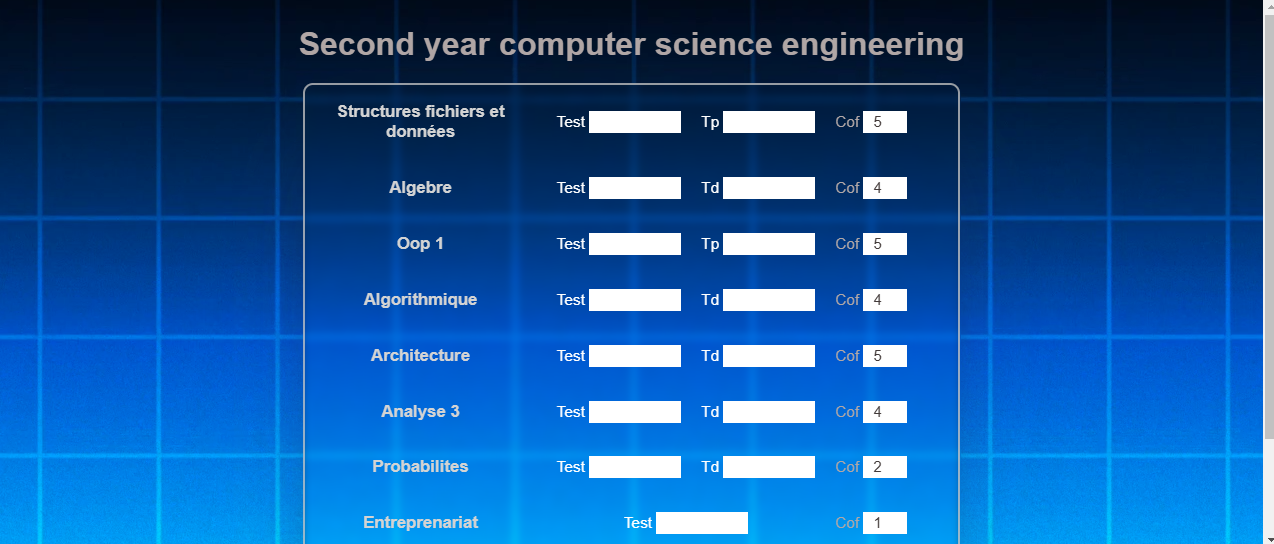 Second year computer science engineering
Structures fichiers et
données
Test Tp Cof 5
Algebre Test Td Cof 4
Oop 1 Test Tp Cof 5
Algorithmique Test Td Cof 4
Architecture Test Td Cof 5
Analyse 3 Test Td Cof 4
Probabilites Test Td Cof 2
Entreprenariat Test Cof 1